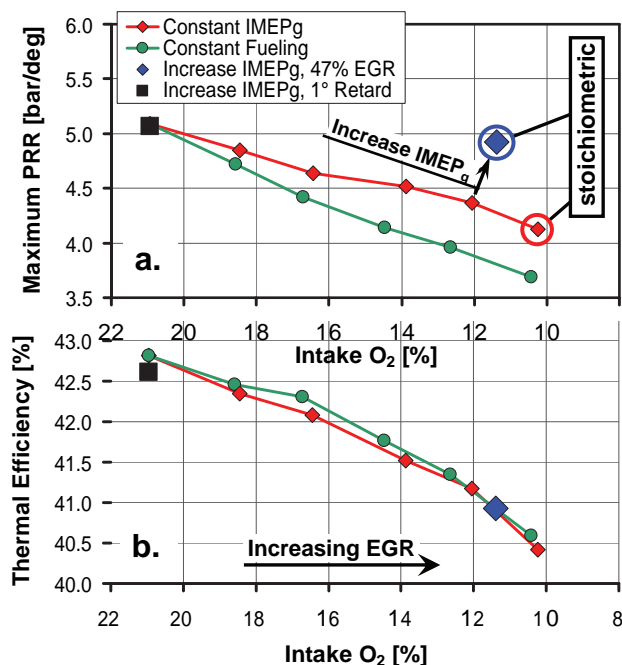 6.0
5.5
5.0
4.5
4.0
3.5
Maximum PRR [bar/deg]
Constant IMEPg
Constant Fueling
Increase IMEPg, 47% EGR
Increase IMEPg, 1° Retard
Increase IMEPg
stoichiometric
a.
22 20 18 16 14 12 10 8
Intake O2 [%]
43.0
42.5
42.0
41.5
41.0
40.5
40.0
Thermal Efficiency [%]
b.
Increasing EGR
22 20 18 16 14 12 10 8
Intake O2 [%]